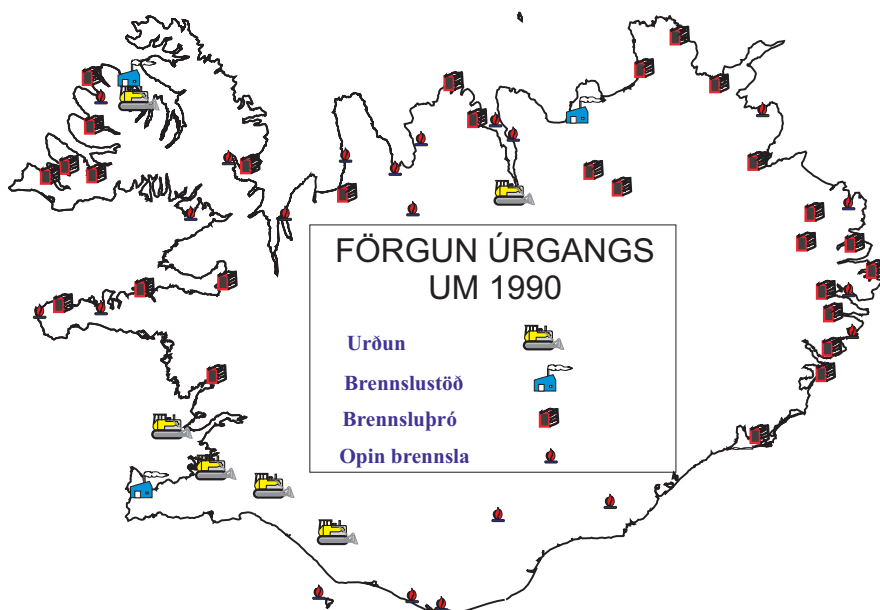 FÖRGUN ÚRGANGS
UM 1990
Urðun
Brennslustöð
Brennsluþró
Opin brennsla